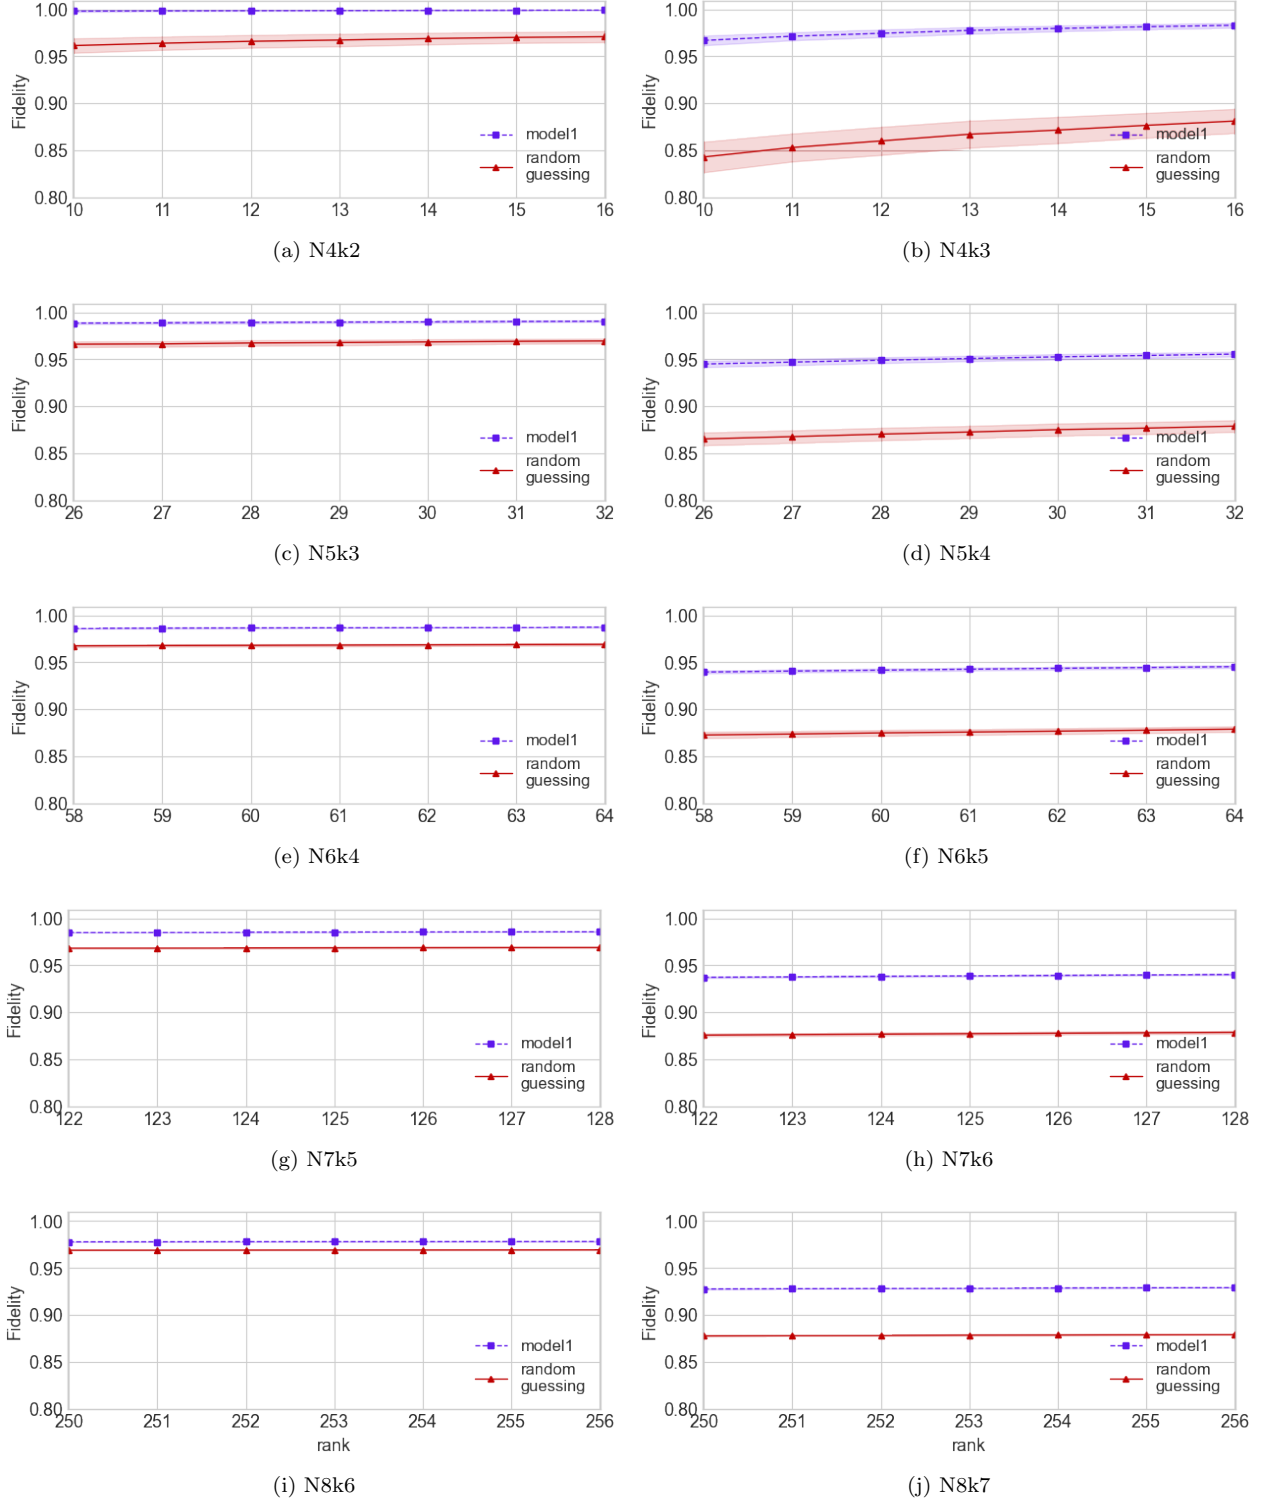 1.00
0.95
0.90
0.85
0.80
Fidelity
model1
random
guessing
10 11 12 13 14 15 16
(a) N4k2
1.00
0.95
0.90
0.85
0.80
Fidelity
model1
random
guessing
10 11 12 13 14 15 16
(b) N4k3
1.00
0.95
0.90
0.85
0.80
Fidelity
model1
random
guessing
26 27 28 29 30 31 32
(c) N5k3
1.00
0.95
0.90
0.85
0.80
Fidelity
model1
random
guessing
26 27 28 29 30 31 32
(d) N5k4
1.00
0.95
0.90
0.85
0.80
Fidelity
model1
random
guessing
58 59 60 61 62 63 64
(e) N6k4
1.00
0.95
0.90
0.85
0.80
Fidelity
model1
random
guessing
58 59 60 61 62 63 64
(f) N6k5
1.00
0.95
0.90
0.85
0.80
Fidelity
model1
random
guessing
122 123 124 125 126 127 128
(g) N7k5
1.00
0.95
0.90
0.85
0.80
Fidelity
model1
random
guessing
122 123 124 125 126 127 128
(h) N7k6
1.00
0.95
0.90
0.85
0.80
Fidelity
model1
random
guessing
250 251 252 253 254 255 256
rank
(i) N8k6
1.00
0.95
0.90
0.85
0.80
Fidelity
model1
random
guessing
250 251 252 253 254 255 256
rank
(j) N8k7